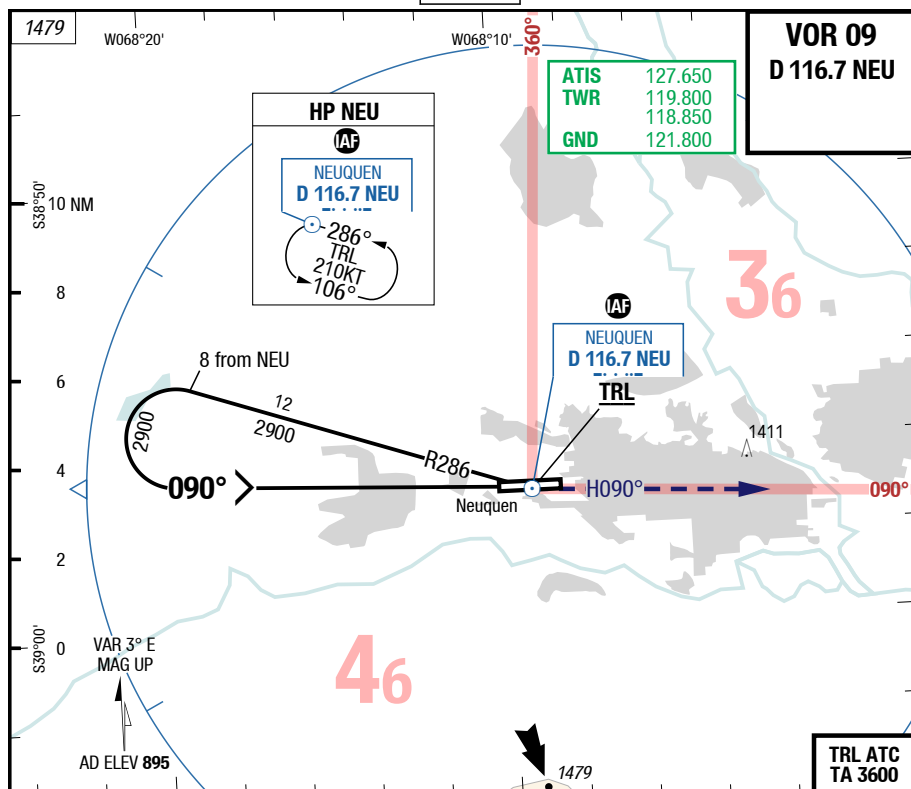 1479
W068°20'
W068°10'
360°
VOR 09
D 116.7 NEU
ATIS 127.650
TWR 119.800
118.850
GND 121.800
HP NEU
IAF
NEUQUEN
D 116.7 NEU
286°
TRL
210KT
106°
S38°50'
10 NM
8
6
4
2
0
S39°00'
36
IAF
NEUQUEN
D 116.7 NEU
TRL
8 from NEU
12
2900
2900
R286
1411
090°
H090°
090°
Neuquen
VAR 3° E
MAG UP
46
AD ELEV 895
1479
TRL ATC
TA 3600